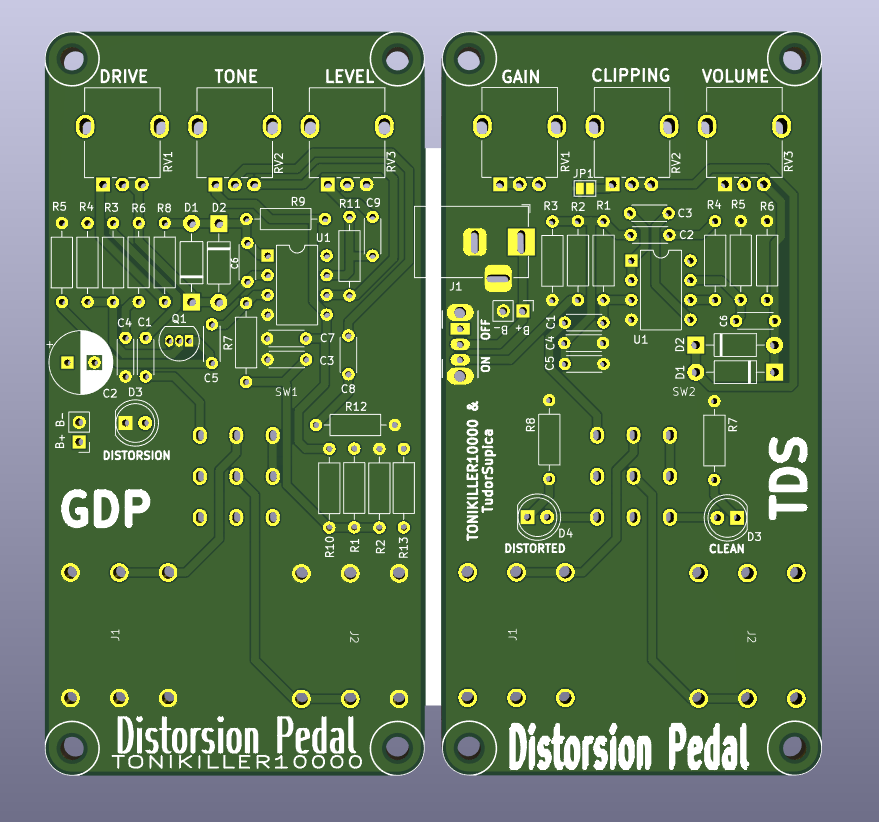 DRIVE TONE LEVEL
RV1 RV2 RV3
R5 R4 R3 R6 R8 D1 D2 R9 R11 C9
U1
C6
+ C4 C1 Q1 C5 R7 C7 C3 C8
C2 D3 SW1
B- B+
DISTORSION
R12
GDP
R10 R1 R2 R13
J1 J2
Distorsion Pedal
TONIKILLER10000
GAIN CLIPPING VOLUME
RV1 RV2 RV3
JP1
R3 R2 R1 C3 R4 R5 R6
C2
J1
B- B+
OFF
ON
C1 C4 C5 U1 C6
D2
D1
SW2
TONIKILLER10000 &
TudorSupica
R8 R7
TDS
D4 D3
DISTORTED CLEAN
J1 J2
Distorsion Pedal